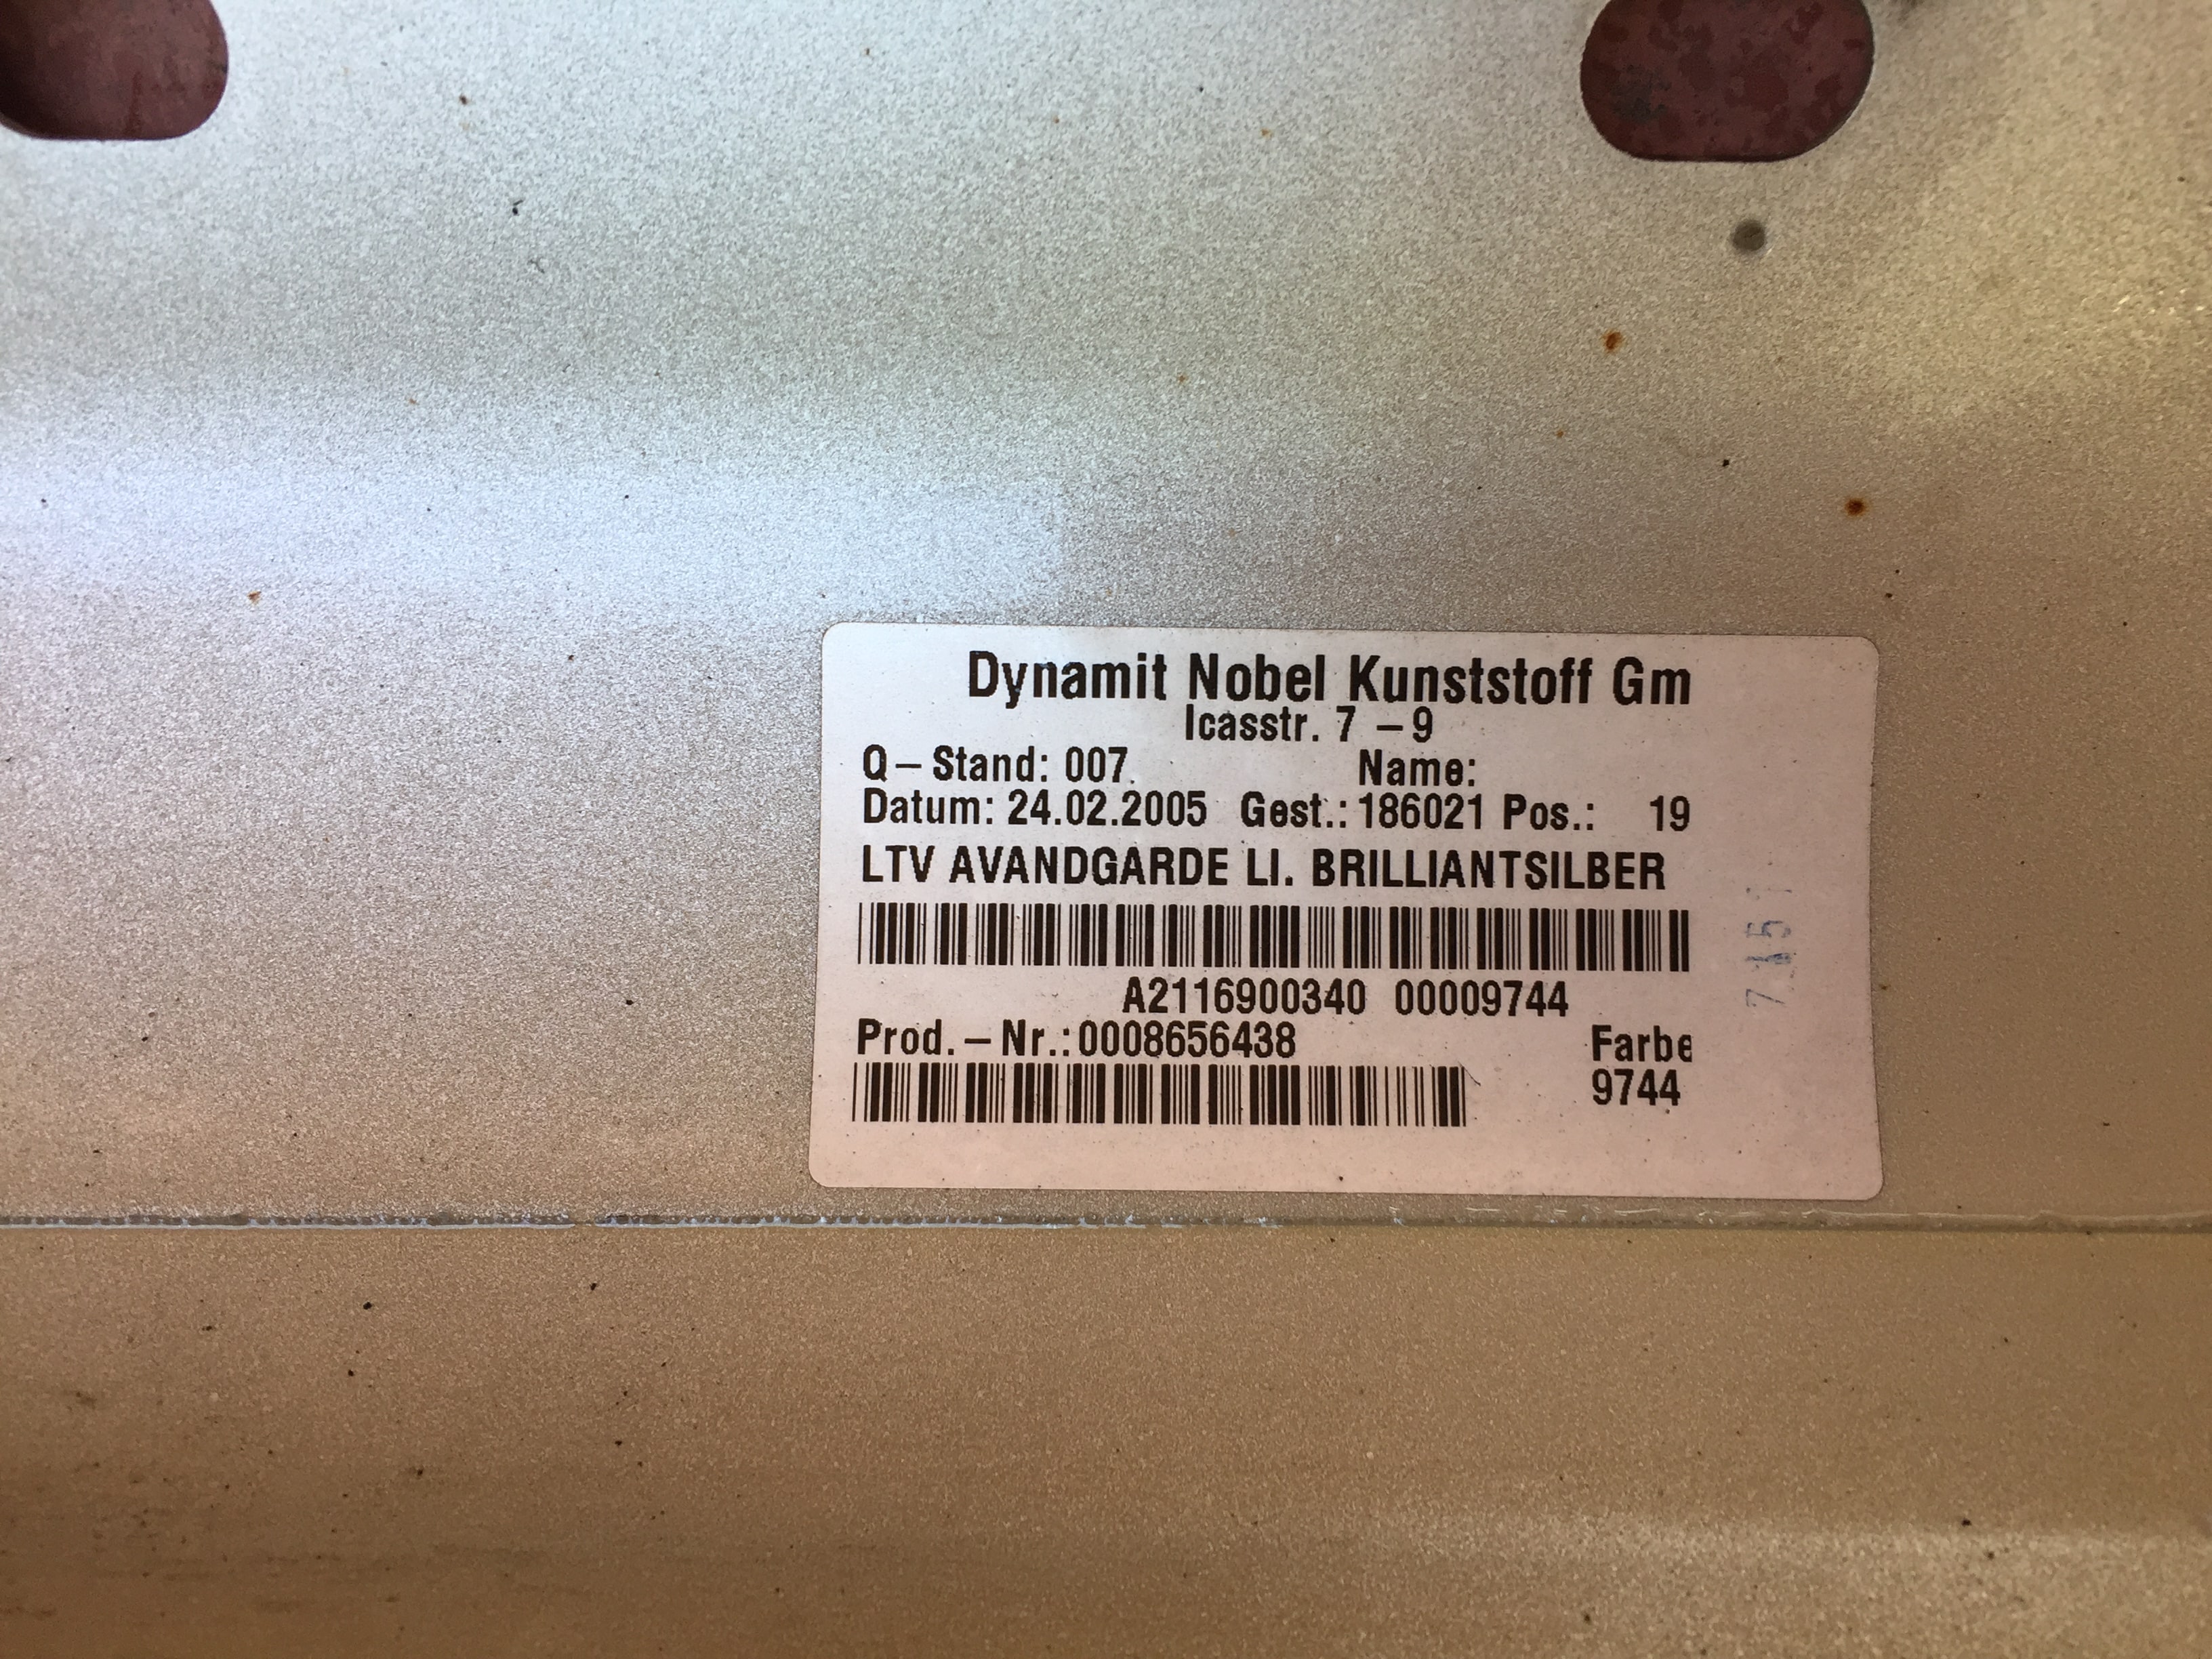 Dynamit Nobel Kunststoff Gm
Icasstr. 7 – 9
Q – Stand: 007 Name:
Datum: 24.02.2005 Gest.: 186021 Pos.: 19
LTV AVANDGARDE LI. BRILLIANTSILBER
A2116900340 00009744
Prod. – Nr.:0008656438 Farbe
9744